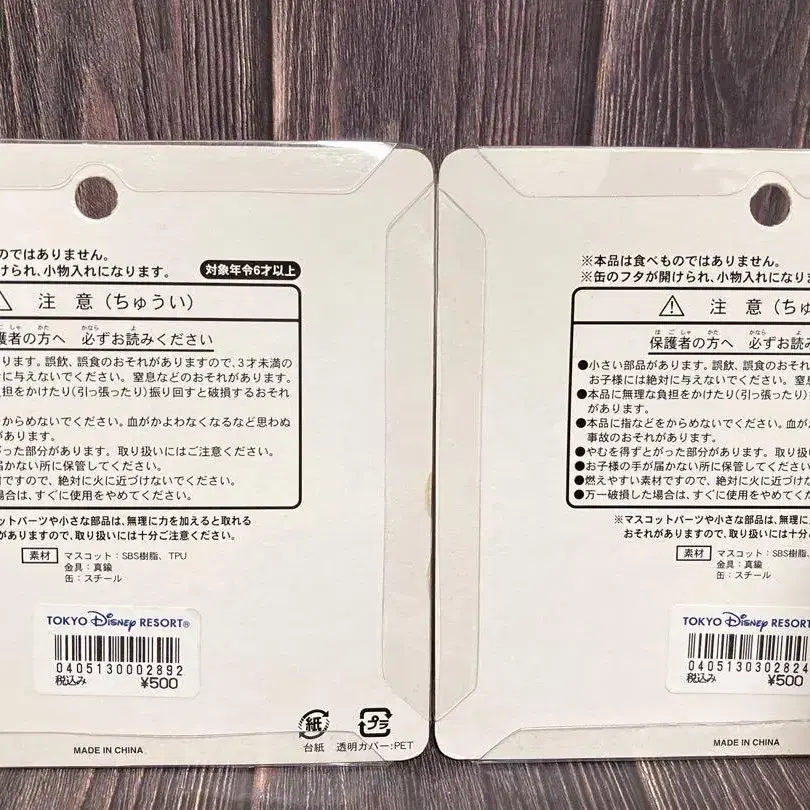 のではありません。
けられ、小物入れになります。
対象年令6才以上
注 意 (ちゅうい)
護者の方へ 必ずお読みください
ごしゃ かた かなら よ
ります。誤飲、誤食のおそれがありますので、3才未満の
に与えないでください。窒息などのおそれがあります。
負担をかけたり(引っ張ったり)振り回すと破損するおそれ
からめないでください。血がかよわなくなるなど思わぬ
があります。
がった部分があります。取り扱いにはご注意ください。
届かない所に保管してください。
ですので、絶対に火に近づけないでください。
場合は、すぐに使用をやめてください。
ットパーツや小さな部品は、無理に力を加えると取れる
がありますので、取り扱いには十分ご注意ください。
素材 マスコット:SBS樹脂、TPU
金具:真鍮
缶:スチール
TOKYO Disney RESORT®
0405130002892
税込み ¥500
紙 プラ
台紙 透明カバー:PET
MADE IN CHINA
※本品は食べものではありません。
※缶のフタが開けられ、小物入れになりま
注 意 (ちゅ
ほごしゃ かた かなら よ
保護者の方へ 必ずお読み
●小さい部品があります。誤飲、誤食のおそれ
お子様には絶対に与えないでください。窒息
●本品に無理な負担をかけたり(引っ張ったり)
があります。
●本品に指などをからめないでください。血が
事故のおそれがあります。
●やむを得ずとがった部分があります。取り扱い
●お子様の手が届かない所に保管してください
●燃えやすい素材ですので、絶対に火に近づけな
●万一破損した場合は、すぐに使用をやめてくだ
※マスコットパーツや小さな部品は、無理に力
おそれがありますので、取り扱いには十分
素材 マスコット:SBS樹脂、
金具:真鍮
缶:スチール
TOKYO Disney RESORT
0405130302824
税込み ¥500
MADE IN CHINA